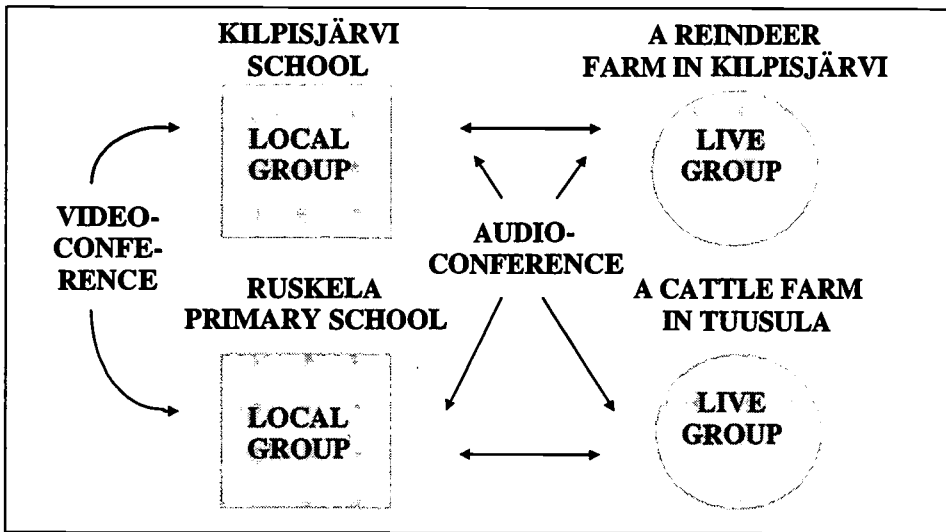 KILPISJÄRVI
SCHOOL
A REINDEER
FARM IN KILPISJÄRVI
LOCAL
GROUP
LIVE
GROUP
VIDEO-
CONFE-
RENCE
AUDIO-
CONFERENCE
RUSKELA
PRIMARY SCHOOL
A CATTLE FARM
IN TUUSULA
LOCAL
GROUP
LIVE
GROUP